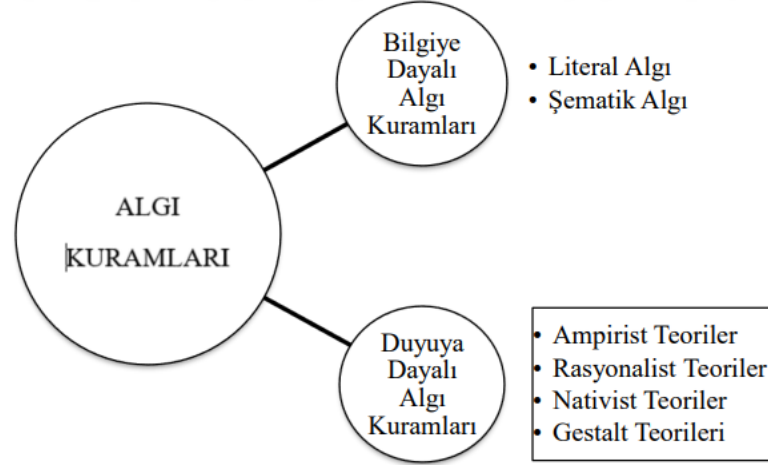 ALGI
KURAMLARI
Bilgiye
Dayalı
Algı
Kuramları
• Literal Algı
• Şematik Algı
Duyuya
Dayalı
Algı
Kuramları
• Ampirist Teoriler
• Rasyonalist Teoriler
• Nativist Teoriler
• Gestalt Teorileri